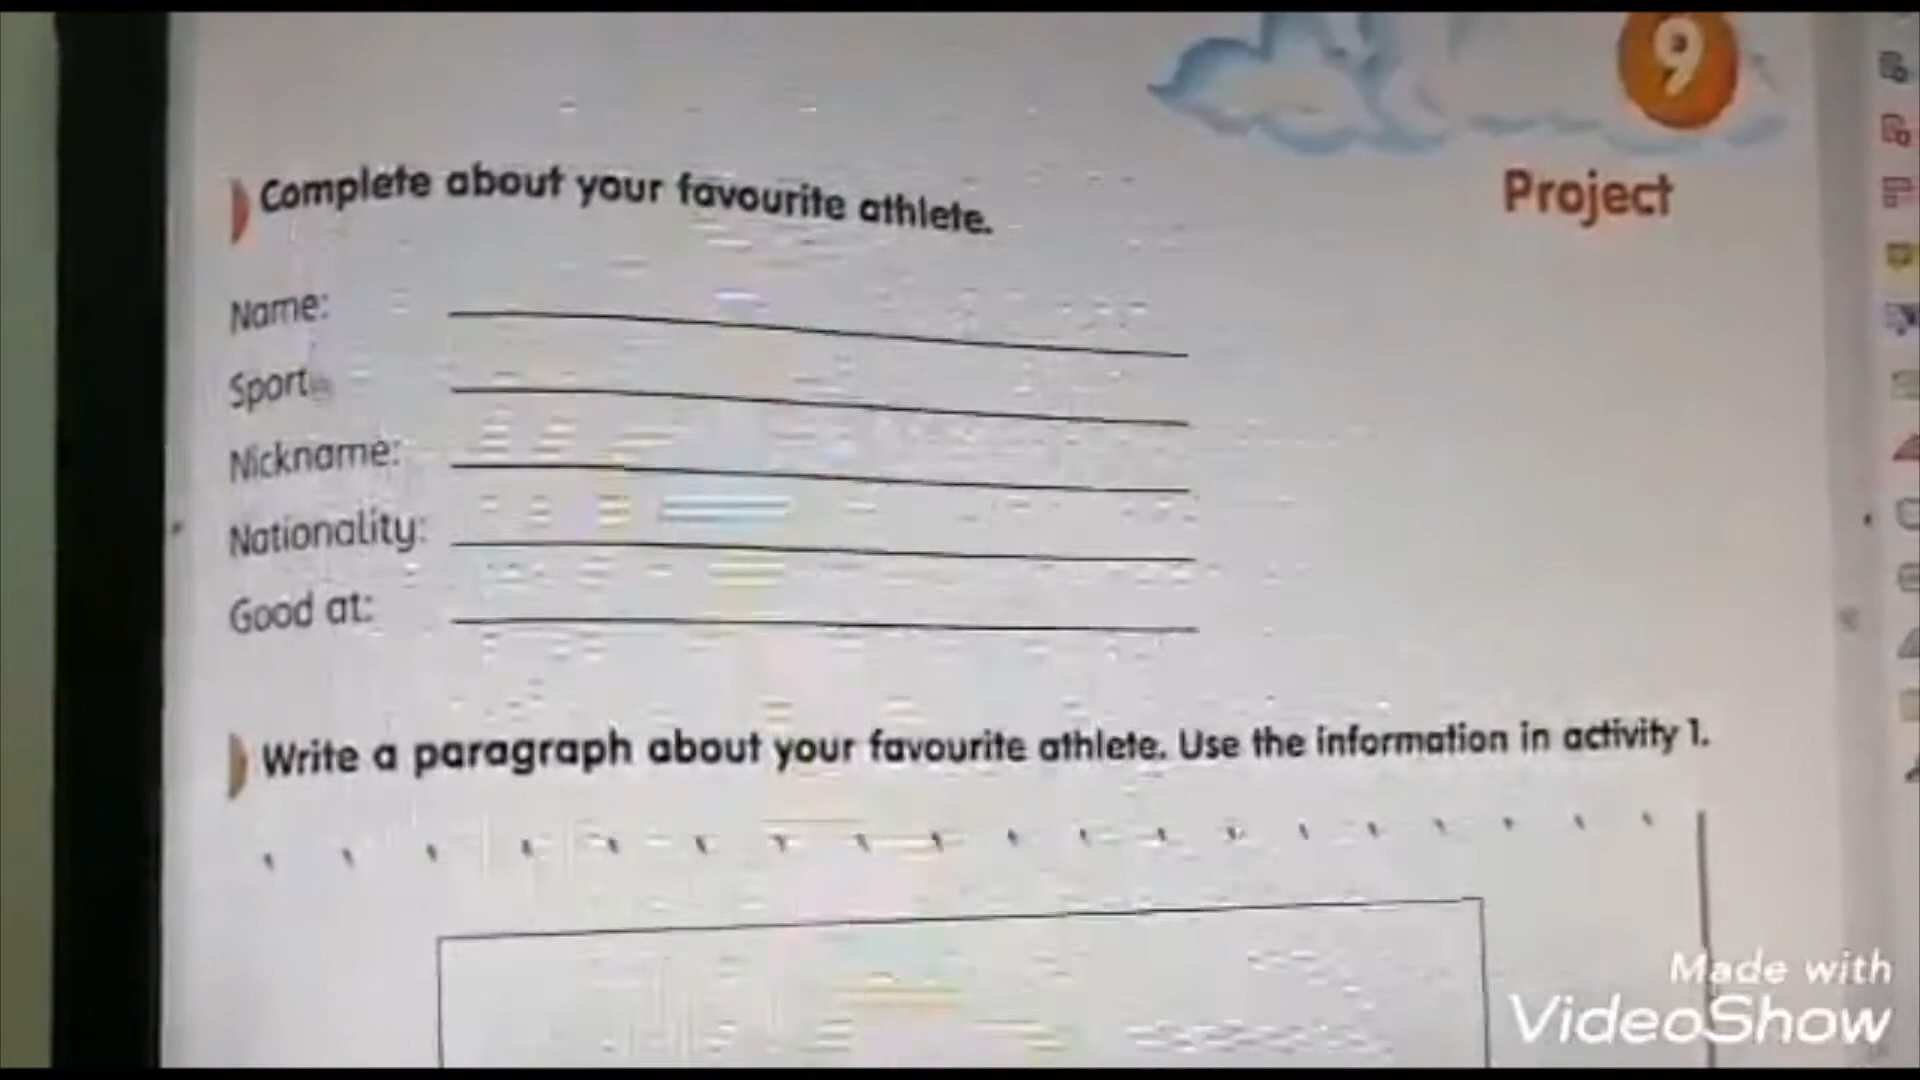 9
Project
Complete about your favourite athlete.
Name:
Sport
Nickname:
Nationality:
Good at:
Write a paragraph about your favourite athlete. Use the information in activity 1.
Made with
VideoShow